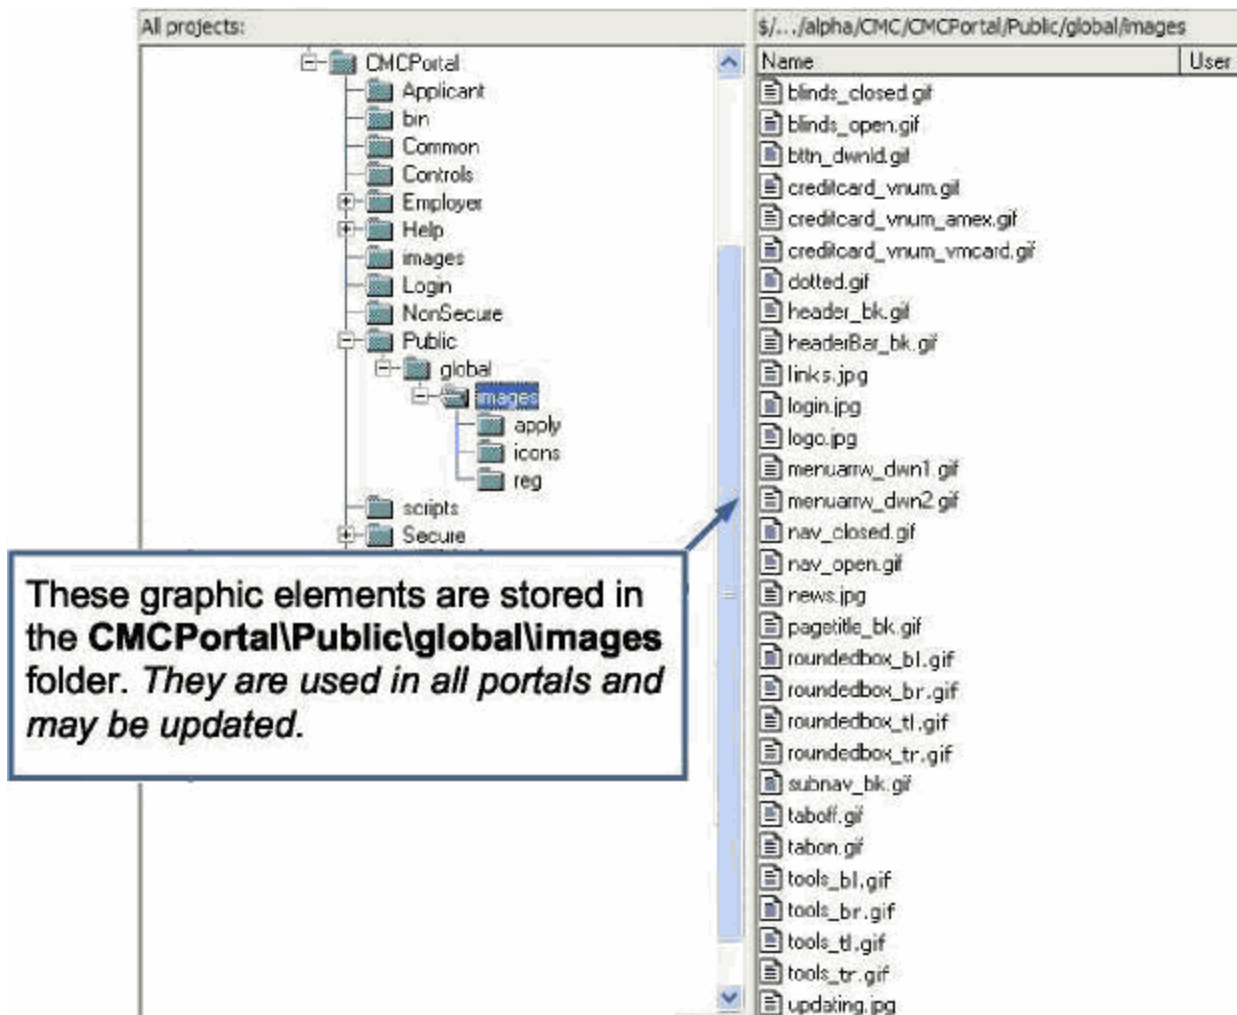 All projects:
CMCPortal
Applicant
bin
Common
Controls
Employer
Help
images
Login
NonSecure
Public
global
images
apply
icons
reg
scripts
Secure
These graphic elements are stored in
the CMCPortal\Public\global\images
folder. They are used in all portals and
may be updated.
$/.../alpha/CMC/CMCPortal/Public/global/images
Name User
blinds_closed.gif
blinds_open.gif
bttn_dwnld.gif
creditcard_vnum.gif
creditcard_vnum_amex.gif
creditcard_vnum_vmcard.gif
dotted.gif
header_bk.gif
headerBar_bk.gif
links.jpg
login.jpg
logo.jpg
menuarrw_dwn1.gif
menuarrw_dwn2.gif
nav_closed.gif
nav_open.gif
news.jpg
pagetitle_bk.gif
roundedbox_bl.gif
roundedbox_br.gif
roundedbox_tl.gif
roundedbox_tr.gif
subnav_bk.gif
taboff.gif
tabon.gif
tools_bl.gif
tools_br.gif
tools_tl.gif
tools_tr.gif
updating.jpg